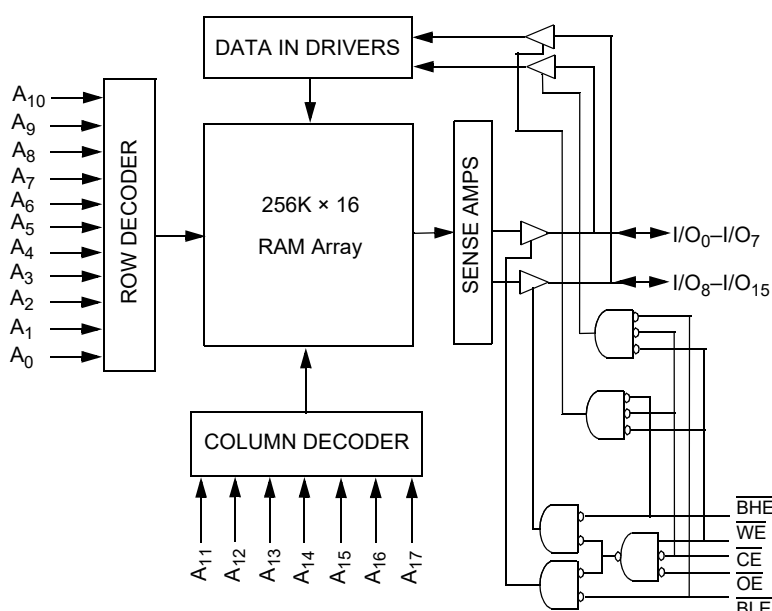 DATA IN DRIVERS
A10
A9
A8
A7
A6
A5
A4
A3
A2
A1
A0
ROW DECODER
256K × 16
RAM Array
SENSE AMPS
I/O0–I/O7
I/O8–I/O15
COLUMN DECODER
A11
A12
A13
A14
A15
A16
A17
BHE
WE
CE
OE
BLE